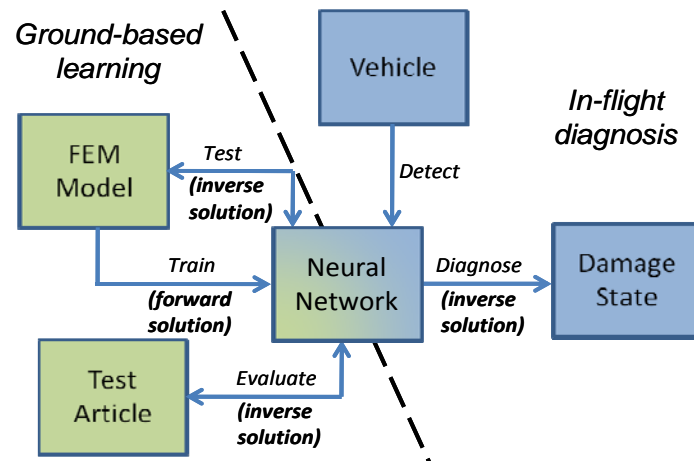 Ground-based
learning
Vehicle
In-flight
diagnosis
FEM
Model
Test
(inverse
solution)
Detect
Train
(forward
solution)
Neural
Network
Diagnose
(inverse
solution)
Damage
State
Test
Article
Evaluate
(inverse
solution)